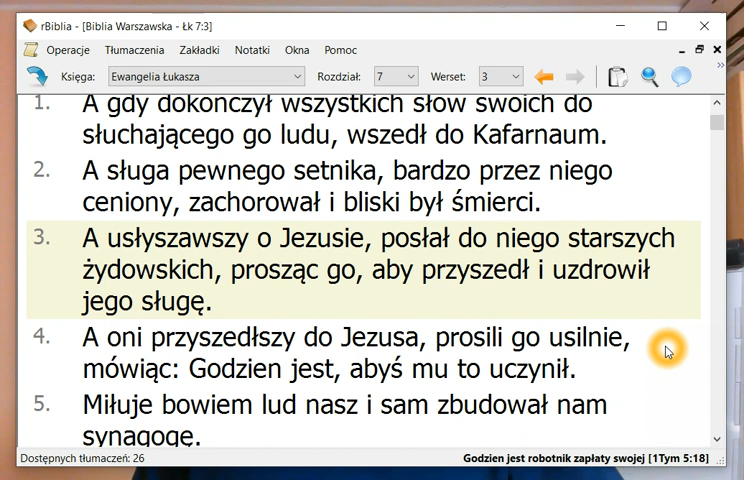 rBiblia - [Biblia Warszawska - Łk 7:3]
Operacje Tłumaczenia Zakładki Notatki Okna Pomoc
Księga: Ewangelia Łukasza Rozdział: 7 Werset: 3
1. A gdy dokończył wszystkich słów swoich do
słuchającego go ludu, wszedł do Kafarnaum.
2. A sługa pewnego setnika, bardzo przez niego
ceniony, zachorował i bliski był śmierci.
3. A usłyszawszy o Jezusie, posłał do niego starszych
żydowskich, prosząc go, aby przyszedł i uzdrowił
jego sługę.
4. A oni przyszedłszy do Jezusa, prosili go usilnie,
mówiąc: Godzien jest, abyś mu to uczynił.
5. Miłuje bowiem lud nasz i sam zbudował nam
synagogę.
Dostępnych tłumaczeń: 26 Godzien jest robotnik zapłaty swojej [1Tym 5:18]